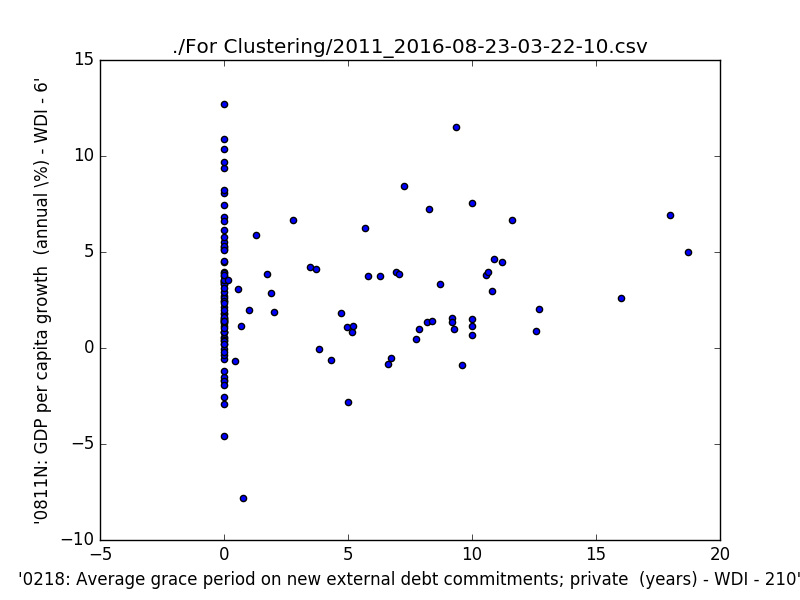 ./For Clustering/2011_2016-08-23-03-22-10.csv
'0811N: GDP per capita growth  (annual \%) - WDI - 6'
15
10
5
0
−5
−10
−5 0 5 10 15 20
'0218: Average grace period on new external debt commitments; private  (years) - WDI - 210'